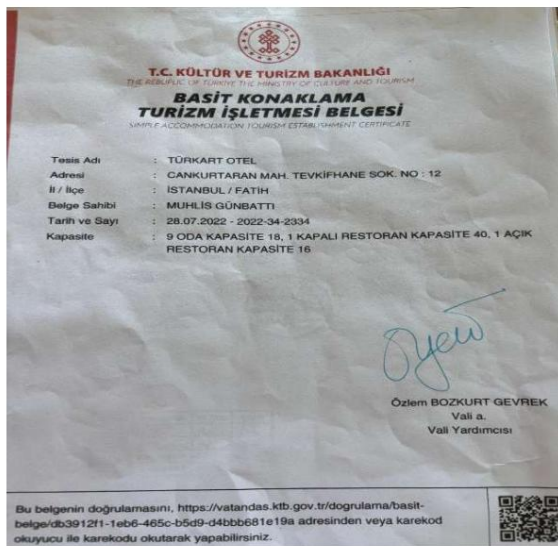 T.C. KÜLTÜR VE TURİZM BAKANLIĞI
THE REBUPLIC OF TURKIYE THE MINISTRY OF CULTURE AND TOURISM
BASİT KONAKLAMA
TURİZM İŞLETMESİ BELGESİ
SIMPLE ACCOMMODATION TOURISM ESTABLISHMENT CERTIFICATE
Tesis Adı : TÜRKART OTEL
Adresi : CANKURTARAN MAH. TEVKİFHANE SOK. NO : 12
İl / İlçe : İSTANBUL / FATİH
Belge Sahibi : MUHLİS GÜNBATTI
Tarih ve Sayı : 28.07.2022 - 2022-34-2334
Kapasite : 9 ODA KAPASİTE 18, 1 KAPALI RESTORAN KAPASİTE 40, 1 AÇIK
RESTORAN KAPASİTE 16
Özlem BOZKURT GEVREK
Vali a.
Vali Yardımcısı
Bu belgenin doğrulamasını, https://vatandas.ktb.gov.tr/dogrulama/basit-
belge/db3912f1-1eb6-465c-b5d9-d4bbb681e19a adresinden veya karekod
okuyucu ile karekodu okutarak yapabilirsiniz.